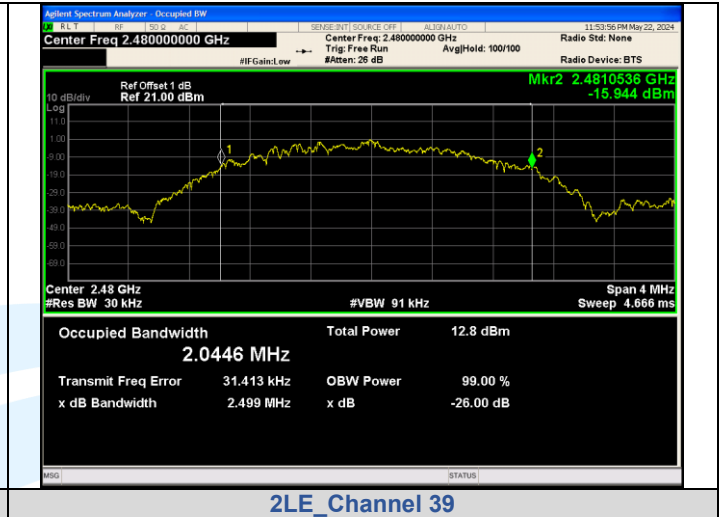 Agilent Spectrum Analyzer - Occupied BW
RLT RF 50 Ω AC SENSE:INT SOURCE OFF ALIGNAUTO 11:53:56 PM May 22, 2024
Center Freq 2.480000000 GHz Center Freq: 2.480000000 GHz Radio Std: None
Trig: Free Run Avg|Hold: 100/100
#IFGain:Low #Atten: 26 dB Radio Device: BTS
Mkr2 2.4810536 GHz
Ref Offset 1 dB
10 dB/div Ref 21.00 dBm -15.944 dBm
Log
11.0
1.00
-9.00
-19.0
-29.0
-39.0
-49.0
-59.0
-69.0
1
2
Center 2.48 GHz Span 4 MHz
#Res BW 30 kHz #VBW 91 kHz Sweep 4.666 ms
Occupied Bandwidth Total Power 12.8 dBm
2.0446 MHz
Transmit Freq Error 31.413 kHz OBW Power 99.00 %
x dB Bandwidth 2.499 MHz x dB -26.00 dB
MSG STATUS
2LE_Channel 39